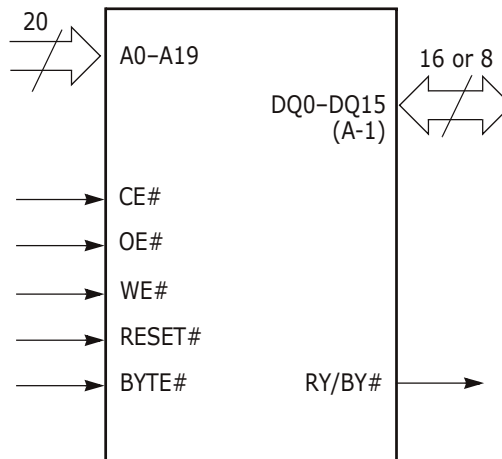 20
A0–A19
16 or 8
DQ0–DQ15
(A-1)
CE#
OE#
WE#
RESET#
BYTE#
RY/BY#